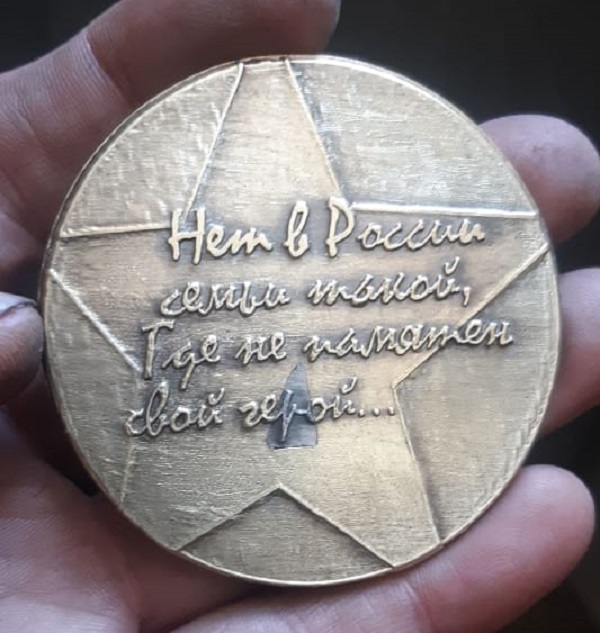 Нет в России
семьи такой,
Где не памятен
свой герой...